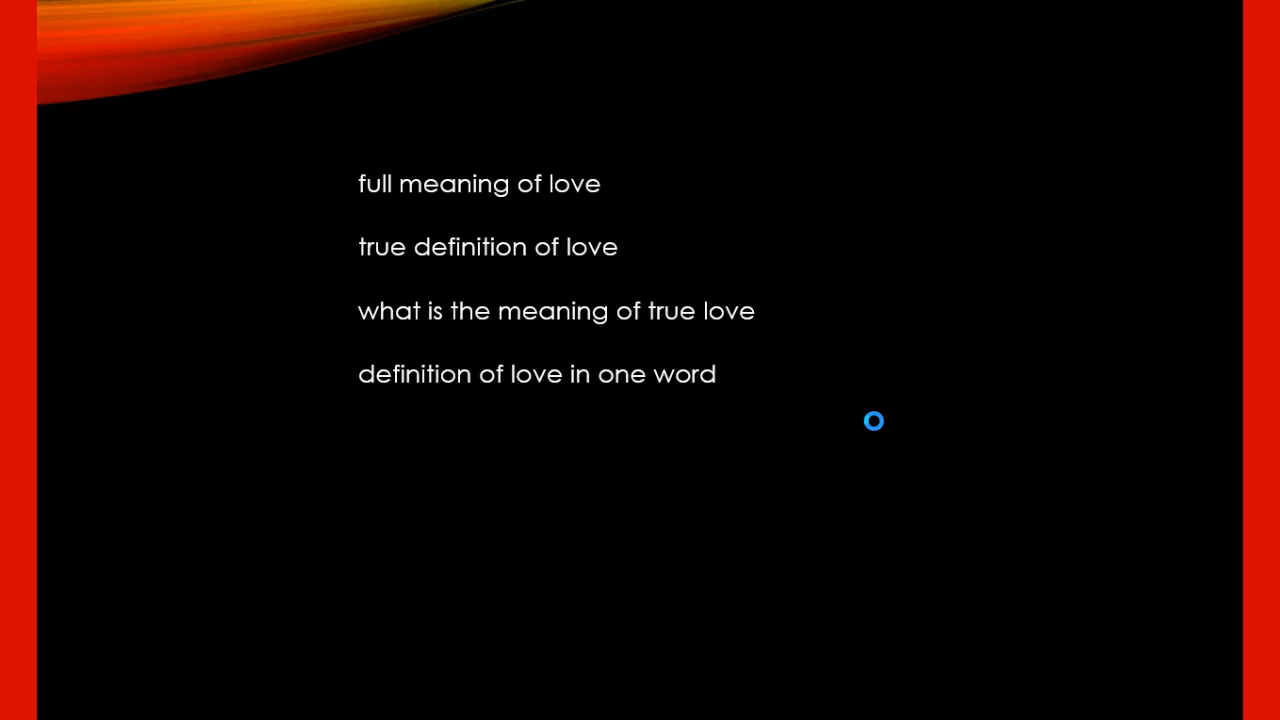 full meaning of love
true definition of love
what is the meaning of true love
definition of love in one word